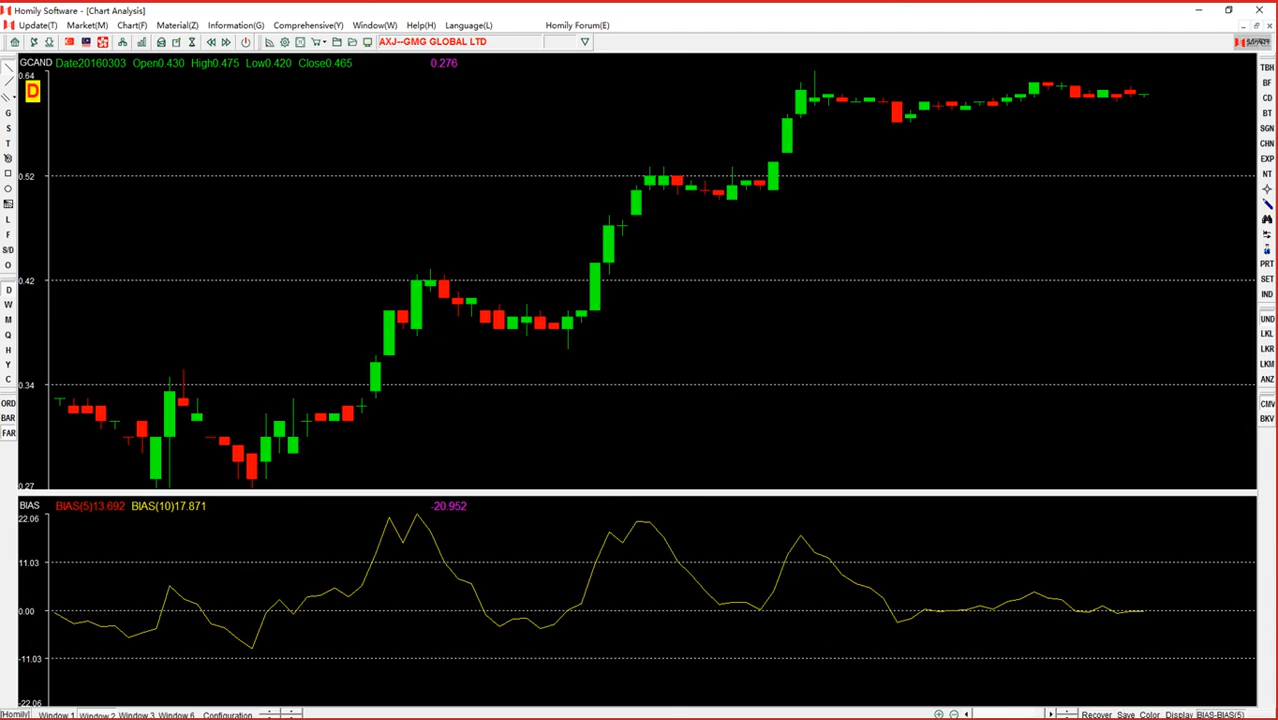 Homily Software - [Chart Analysis]
Update(T) Market(M) Chart(F) Material(Z) Information(G) Comprehensive(Y) Window(W) Help(H) Language(L) Homily Forum(E)
AXJ--GMG GLOBAL LTD
GCAND Date20160303 Open0.430 High0.475 Low0.420 Close0.465 0.276
0.64
D
0.52
0.42
0.34
0.27
BIAS BIAS(5)13.692 BIAS(10)17.871 -20.952
22.06
11.03
0.00
-11.03
-22.06
G
S
T
L
F
S/D
O
D
W
M
Q
H
Y
C
ORD
BAR
FAR
TBH
BF
CD
BT
SGN
CHN
EXP
NT
PRT
SET
IND
UND
LKL
LKR
LKM
ANZ
CMV
BKV
[Homily] Window 1 Window 2 Window 3 Window 6 Configuration Recover Save Color Display BIAS-BIAS(5)